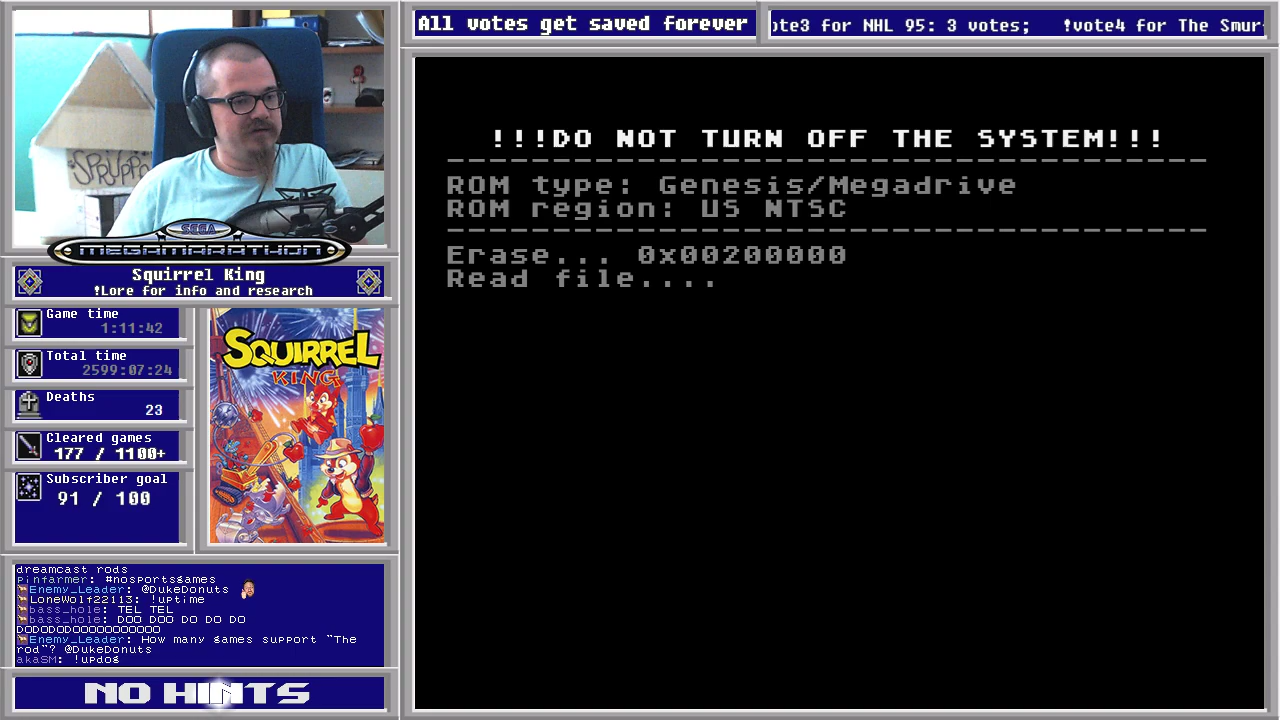 All votes get saved forever
ote3 for NHL 95: 3 votes; !vote4 for The Smur
SPRUPPO
!!!DO NOT TURN OFF THE SYSTEM!!!
ROM type: Genesis/Megadrive
ROM region: US NTSC
Erase... 0x00200000
Read file....
SEGA
MEGAMARATHON
Squirrel King
!Lore for info and research
Game time
1:11:42
Total time
2599:07:24
Deaths
23
Cleared games
177 / 1100+
Subscriber goal
91 / 100
SQUIRREL
KING
dreamcast rods
pinfarmer: #nosportsgames
Enemy_Leader: @DukeDonuts
LoneWolf22113: !uptime
bass_hole: TEL TEL
bass_hole: DOO DOO DO DO DO
DODODODOOOOOOOOOOO
Enemy_Leader: How many games support "The
rod"? @DukeDonuts
akaSM: !updog
NO HINTS